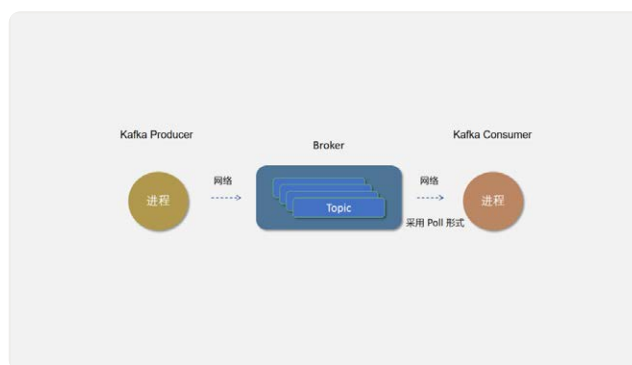 Kafka Producer
Broker
Kafka Consumer
进程
网络
Topic
网络
采用 Poll 形式
进程